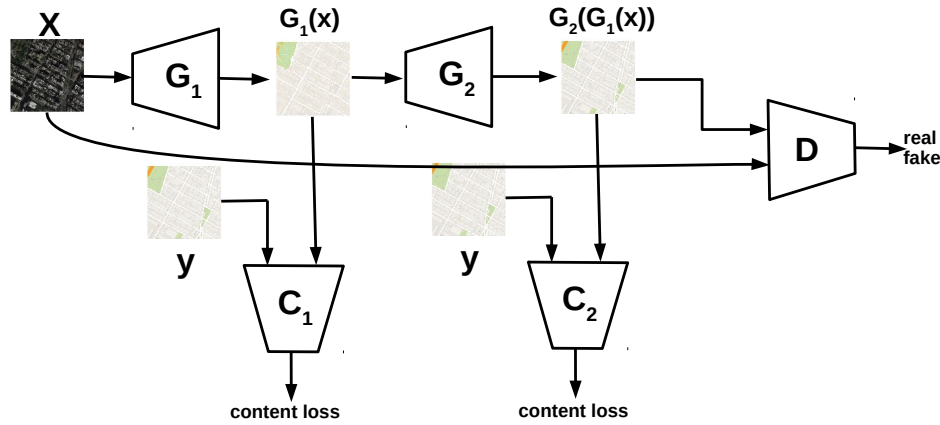 X
G₁(x)
G₂(G₁(x))
G₁
G₂
D
real
fake
y
y
C₁
C₂
content loss
content loss